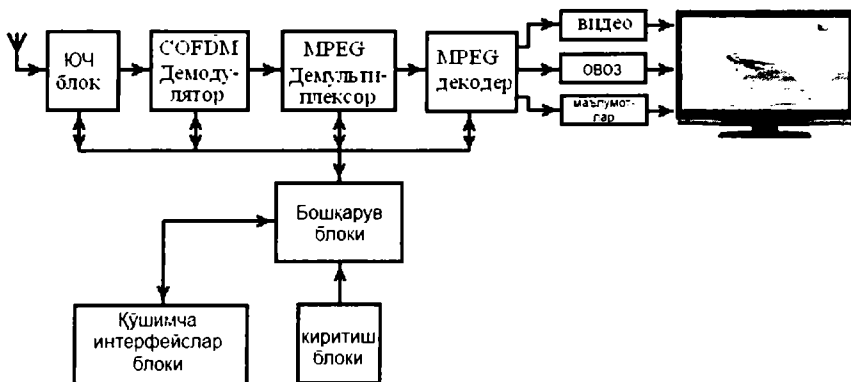 ЮЧ
блок
COFDM
Демоду-
лятор
MPEG
Демульти-
плексор
MPEG
декодер
видео
овоз
маълумот-
лар
Бошқарув
блоки
Қўшимча
интерфейслар
блоки
киритиш
блоки